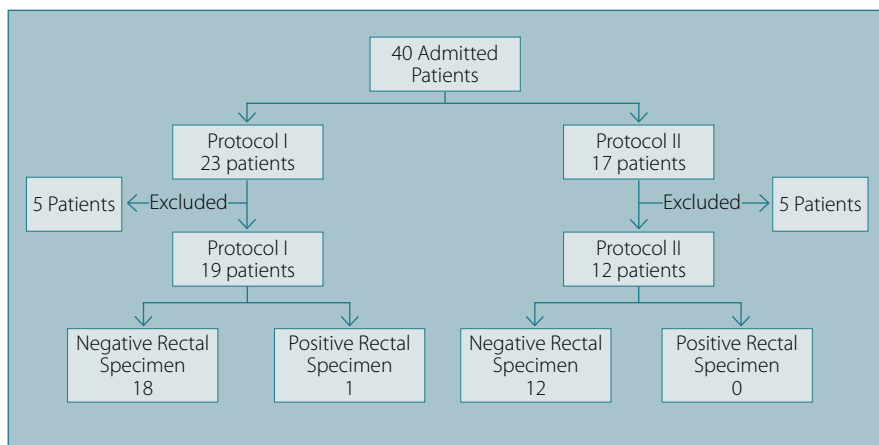 40 Admitted
Patients
Protocol I
23 patients
Protocol II
17 patients
5 Patients
Excluded
Excluded
5 Patients
Protocol I
19 patients
Protocol II
12 patients
Negative Rectal
Specimen
18
Positive Rectal
Specimen
1
Negative Rectal
Specimen
12
Positive Rectal
Specimen
0